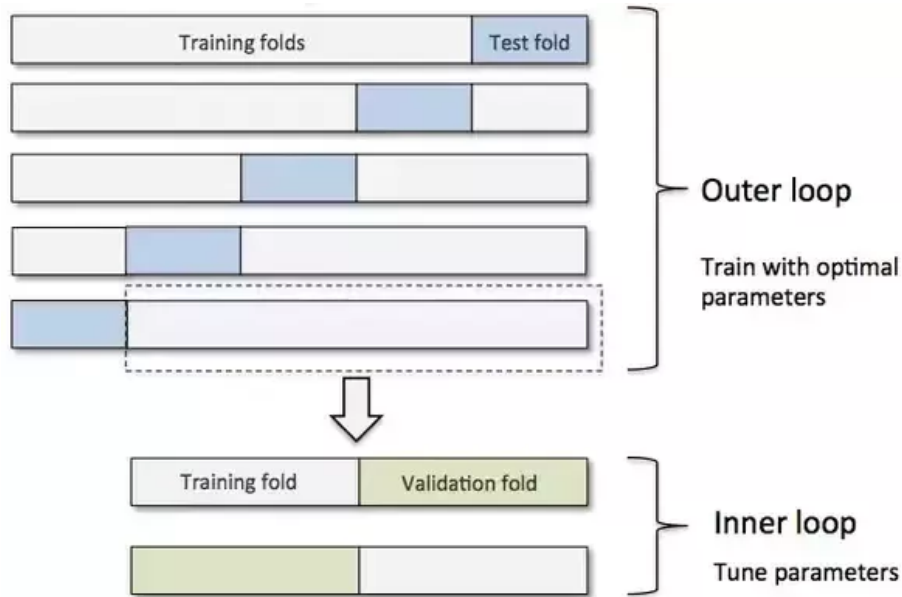 Training folds
Test fold
Outer loop
Train with optimal
parameters
Training fold
Validation fold
Inner loop
Tune parameters